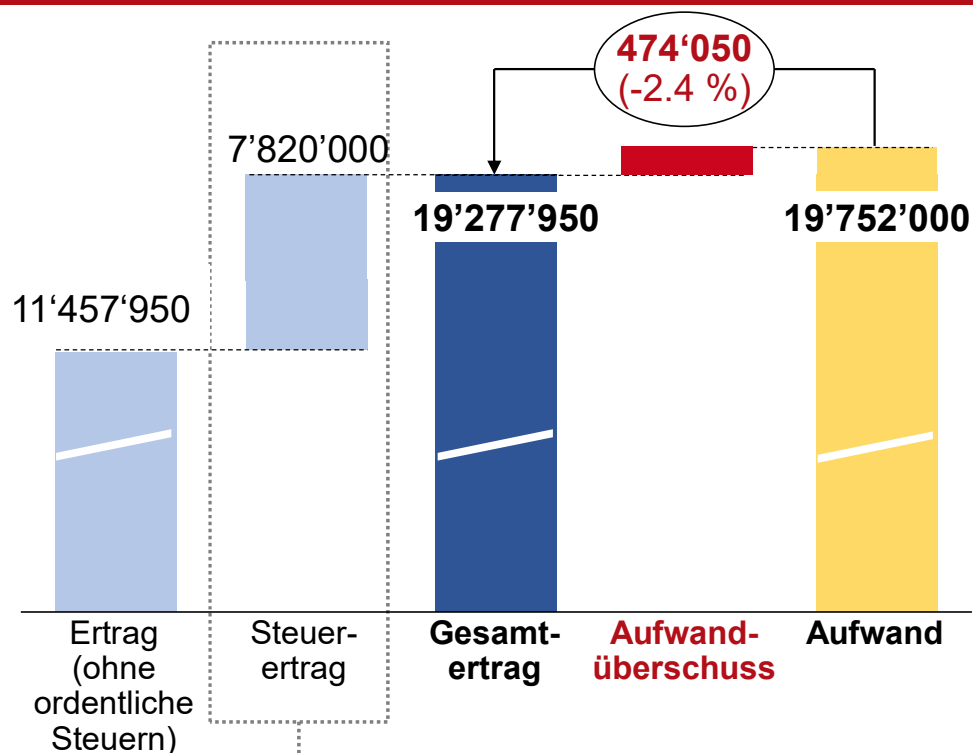 474‘050
(-2.4 %)
7’820’000
19’277’950
19’752’000
11‘457‘950
Ertrag
(ohne
ordentliche
Steuern)
Steuer-
ertrag
Gesamt-
ertrag
Aufwand-
überschuss
Aufwand